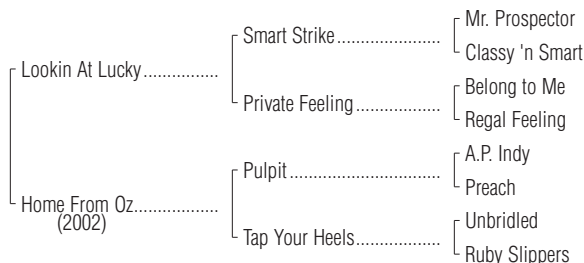 Mr. Prospector
Smart Strike....................
Classy 'n Smart
Lookin At Lucky..............
Belong to Me
Private Feeling.................
Regal Feeling
A.P. Indy
Pulpit..............................
Preach
Home From Oz................
(2002)
Unbridled
Tap Your Heels.................
Ruby Slippers